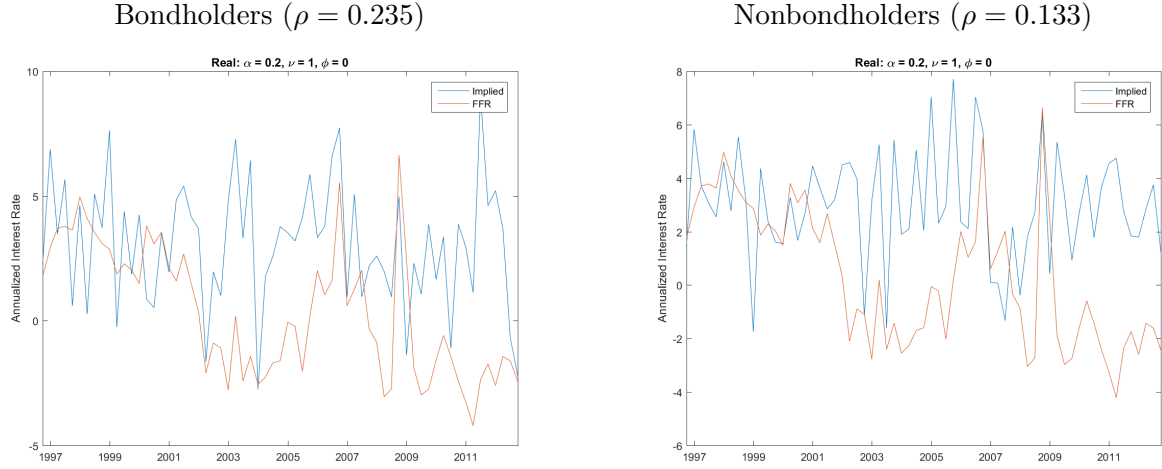 Bondholders (ρ = 0.235)
Real: α = 0.2, ν = 1, ϕ = 0
Implied
FFR
Annualized Interest Rate
10
5
0
-5
1997 1999 2001 2003 2005 2007 2009 2011
Nonbondholders (ρ = 0.133)
Real: α = 0.2, ν = 1, ϕ = 0
Implied
FFR
Annualized Interest Rate
8
6
4
2
0
-2
-4
-6
1997 1999 2001 2003 2005 2007 2009 2011